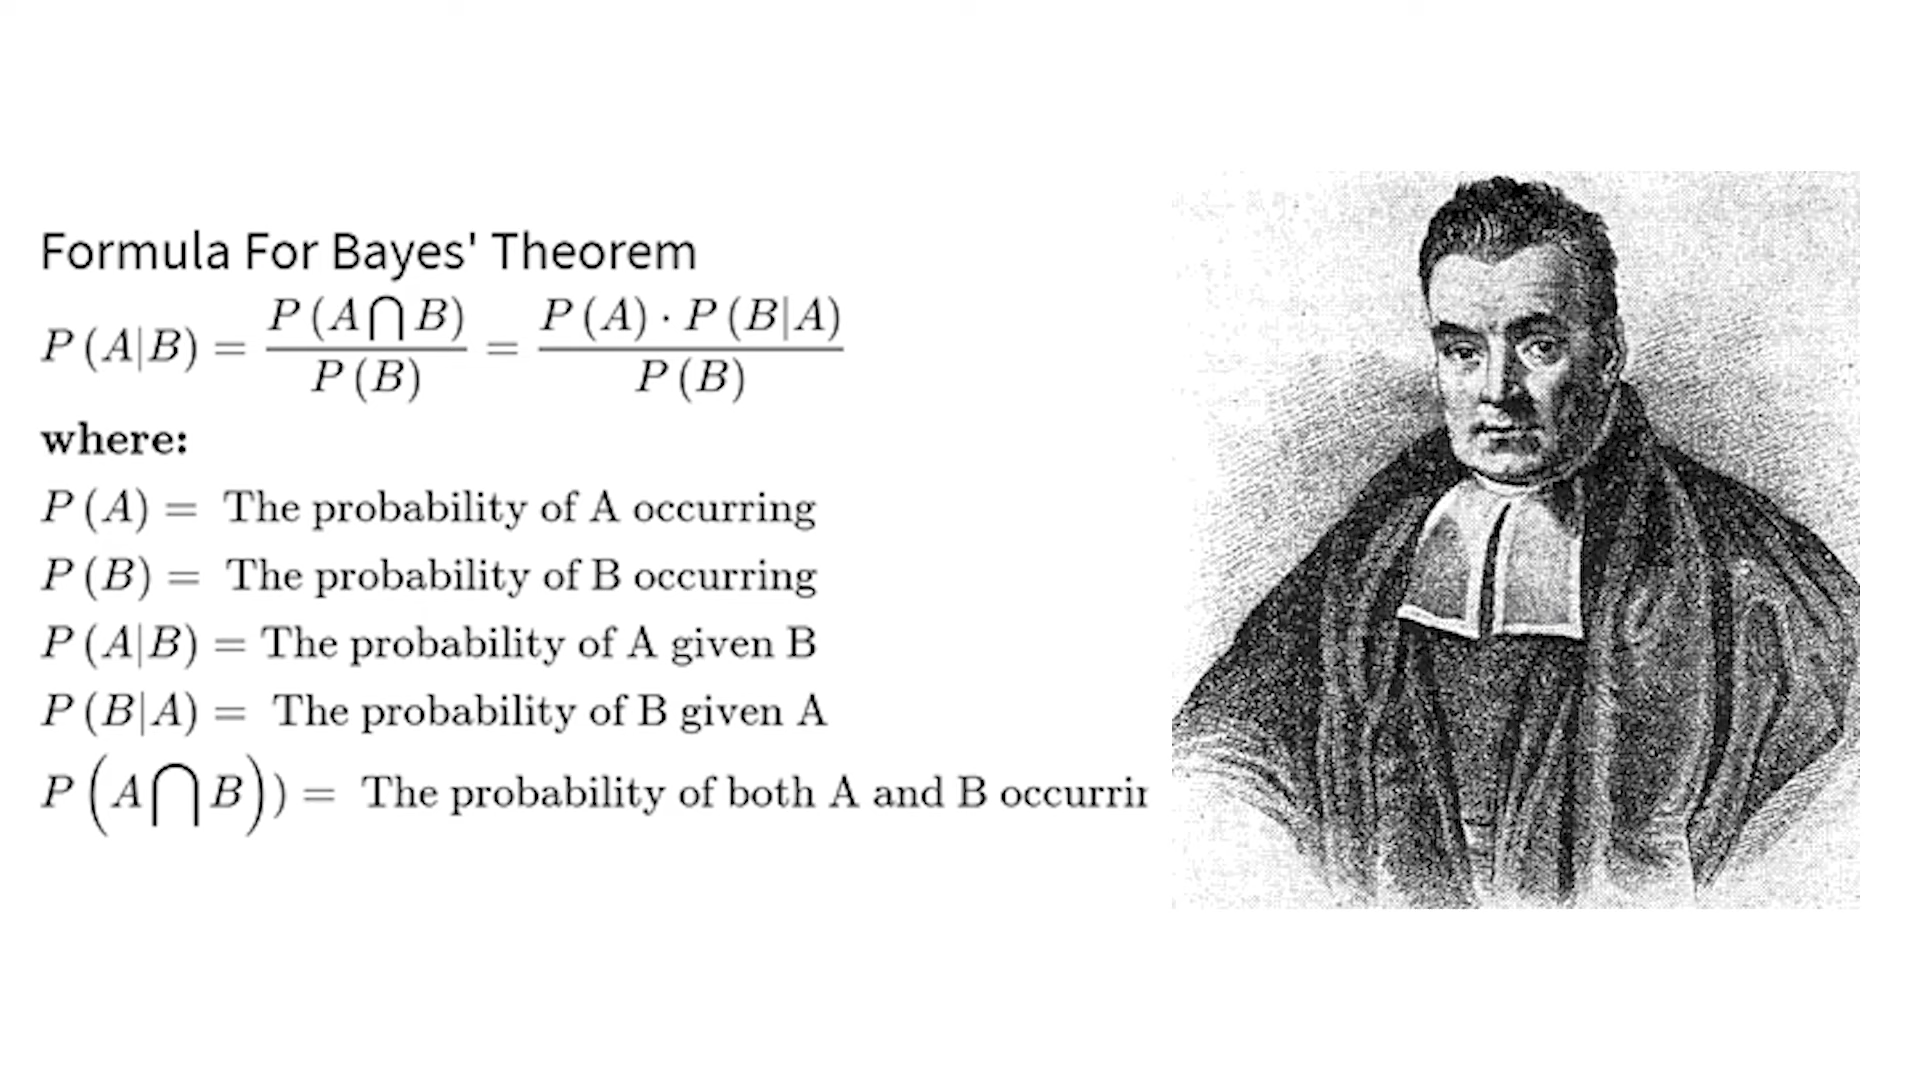 Formula For Bayes' Theorem
P (A|B) = P (A⋂B) / P (B) = P (A) · P (B|A) / P (B)
where:
P (A) = The probability of A occurring
P (B) = The probability of B occurring
P (A|B) = The probability of A given B
P (B|A) = The probability of B given A
P (A⋂B)) = The probability of both A and B